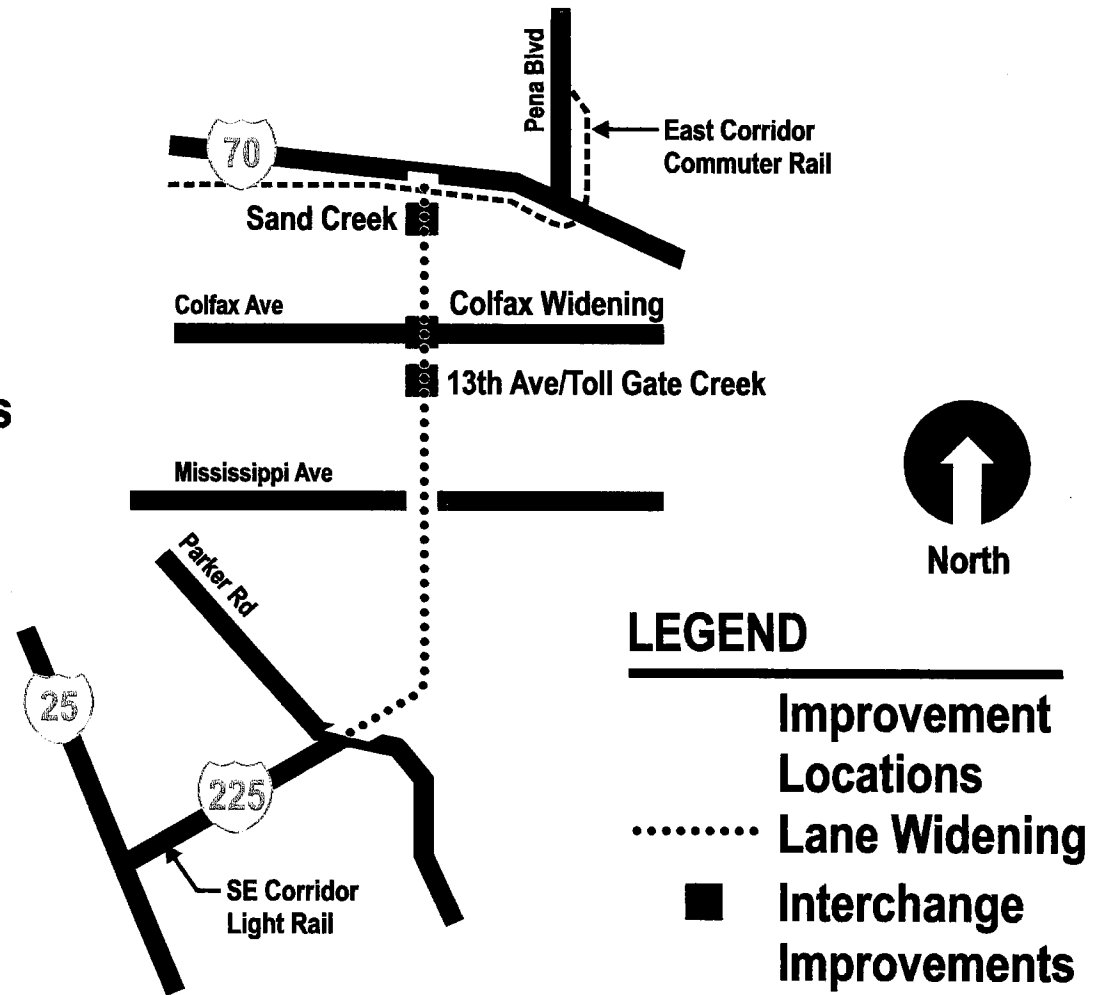 Pena Blvd
East Corridor
Commuter Rail
70
Sand Creek
Colfax Ave
Colfax Widening
13th Ave/Toll Gate Creek
s
Mississippi Ave
North
Parker Rd
25
225
SE Corridor
Light Rail
LEGEND
Improvement
Locations
Lane Widening
Interchange
Improvements